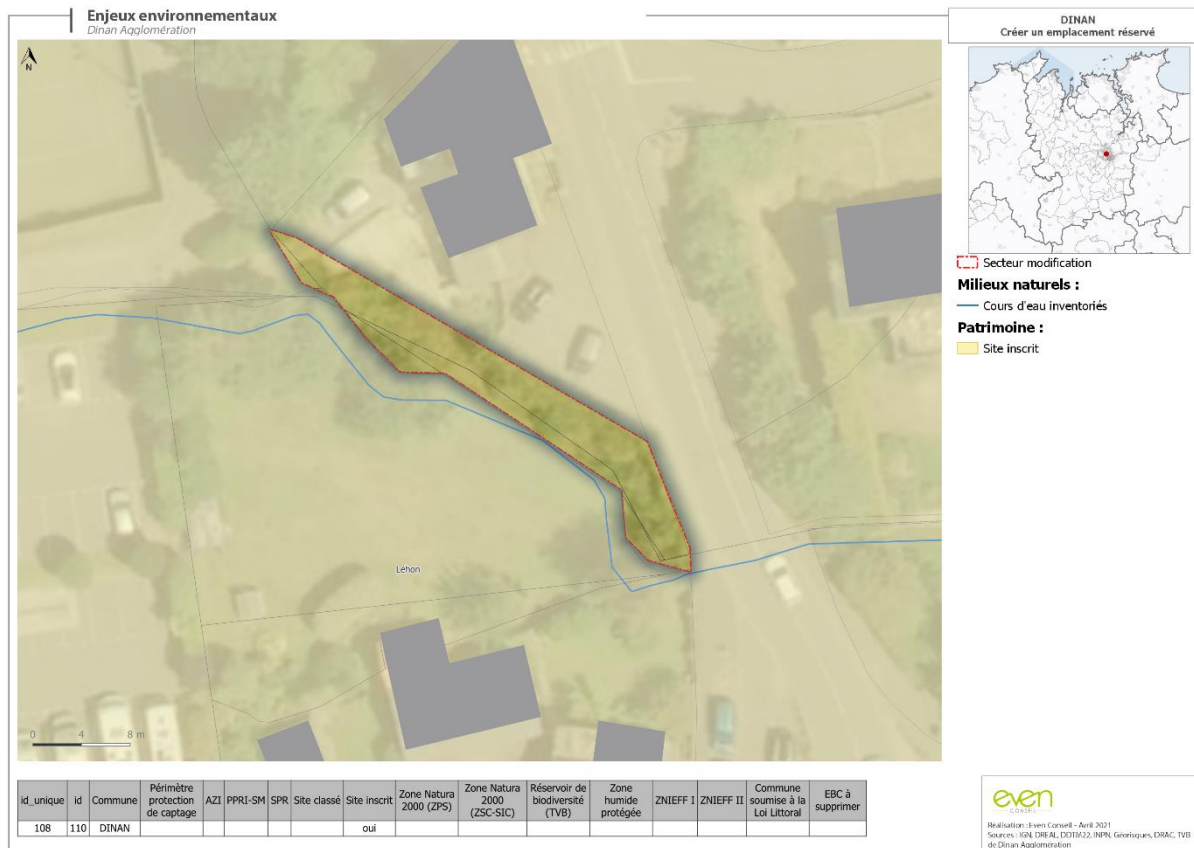 Enjeux environnementaux
Dinan Agglomération
DINAN
Créer un emplacement réservé
N
Secteur modification
Milieux naturels :
Cours d'eau inventoriés
Patrimoine :
Site inscrit
Léhon
0 4 8 m
id_unique id Commune Périmètre protection de captage AZI PPRI-SM SPR Site classé Site inscrit Zone Natura 2000 (ZPS) Zone Natura 2000 (ZSC-SIC) Réservoir de biodiversité (TVB) Zone humide protégée ZNIEFF I ZNIEFF II Commune soumise à la Loi Littoral EBC à supprimer
108 110 DINAN oui
even
CONSEIL
Réalisation : Even Conseil - Avril 2021
Sources : IGN, DREAL, DDTM22, INPN, Géorisques, DRAC, TVB
de Dinan Agglomération